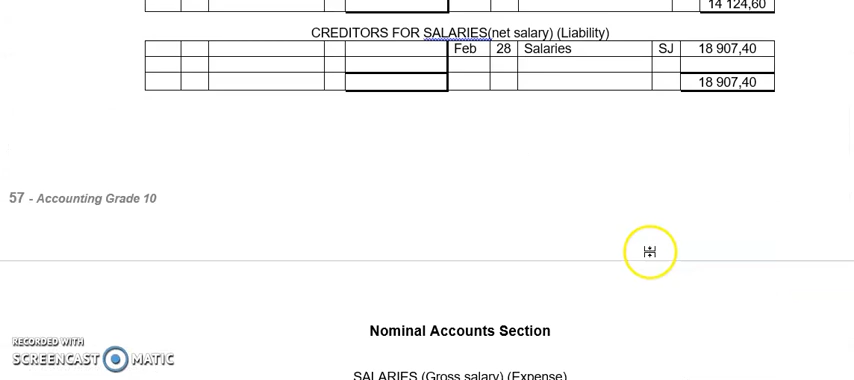 14 124,60
CREDITORS FOR SALARIES(net salary) (Liability)
Feb 28 Salaries SJ 18 907,40
18 907,40
57 - Accounting Grade 10
Nominal Accounts Section
RECORDED WITH
SCREENCAST MATIC
SALARIES (Gross salary) (Expense)